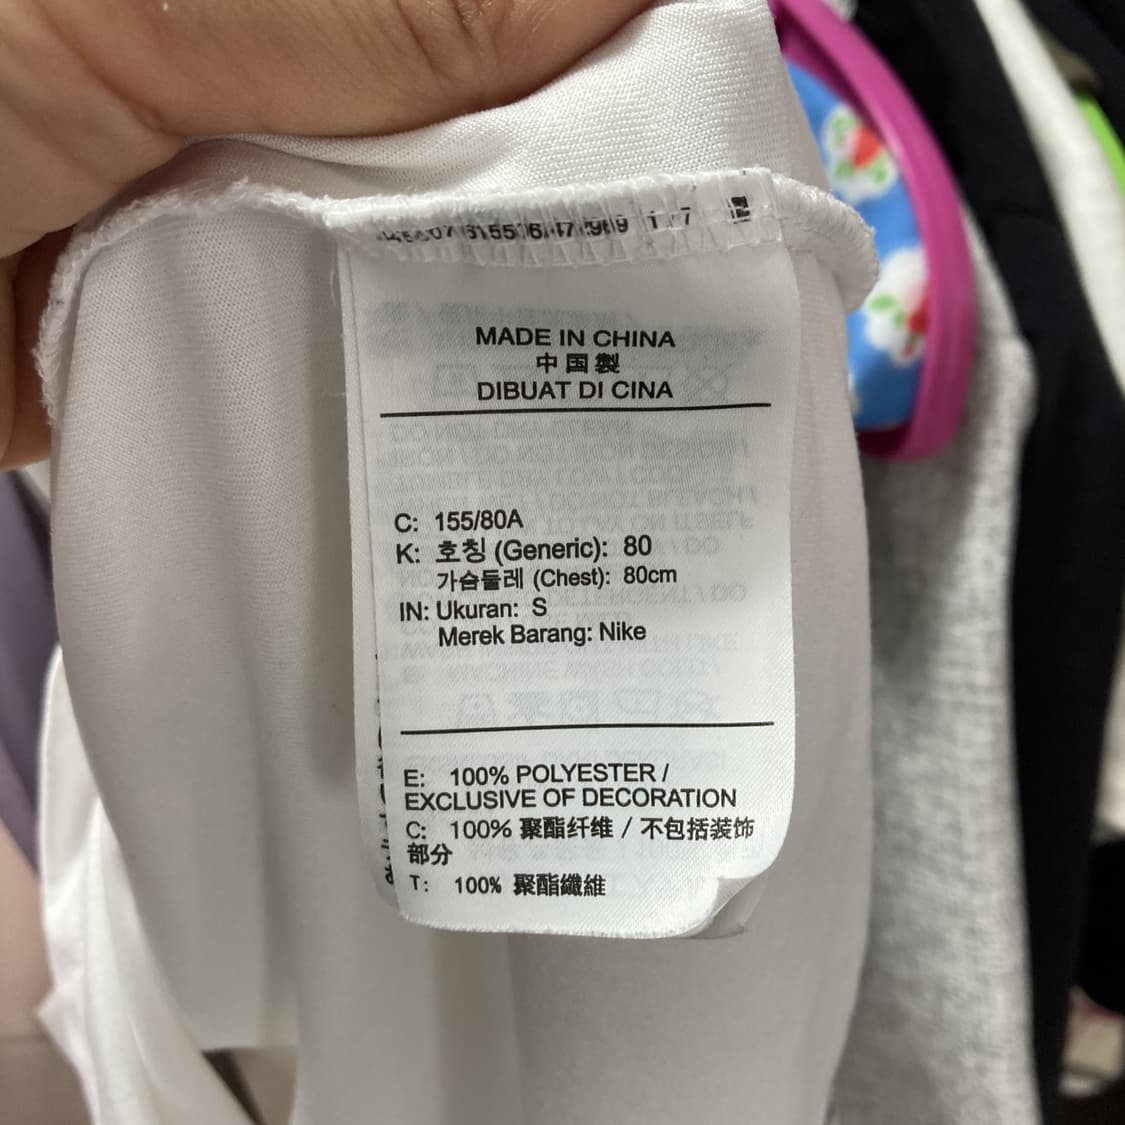 MADE IN CHINA
中国製
DIBUAT DI CINA
C: 155/80A
K: 호칭 (Generic): 80
가슴둘레 (Chest): 80cm
IN: Ukuran: S
Merek Barang: Nike
E: 100% POLYESTER /
EXCLUSIVE OF DECORATION
C: 100% 聚酯纤维 / 不包括装饰
部分
T: 100% 聚酯纖維